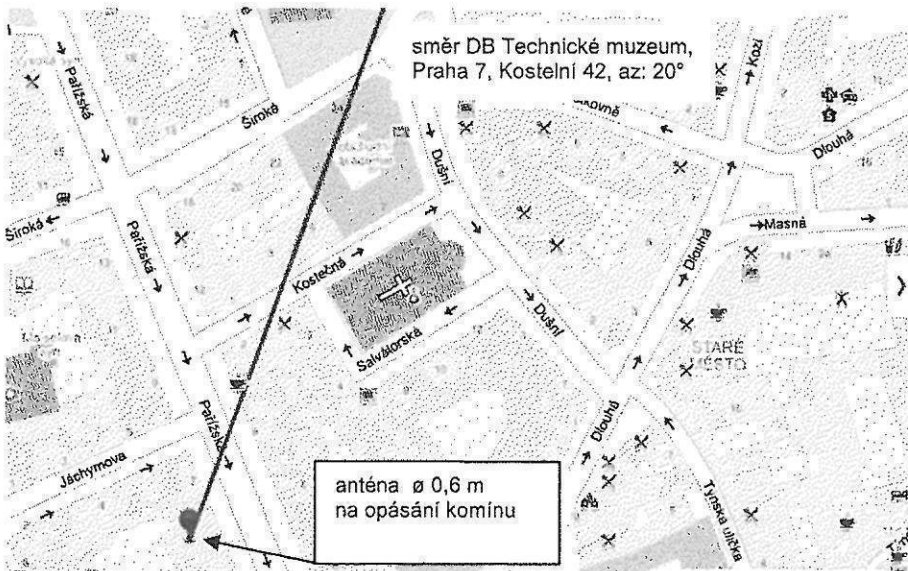 směr DB Technické muzeum,
Praha 7, Kostelní 42, az: 20°
Pařížská
Široká
Dušní
Kozí
Dlouhá
Široká
Pařížská
Kostečná
Dlouhá
Masná
Salvátorská
Dušní
STARÉ
MĚSTO
Pařížská
Dlouhá
Jáchymova
Týnská ulička
anténa ø 0,6 m
na opásání komínu